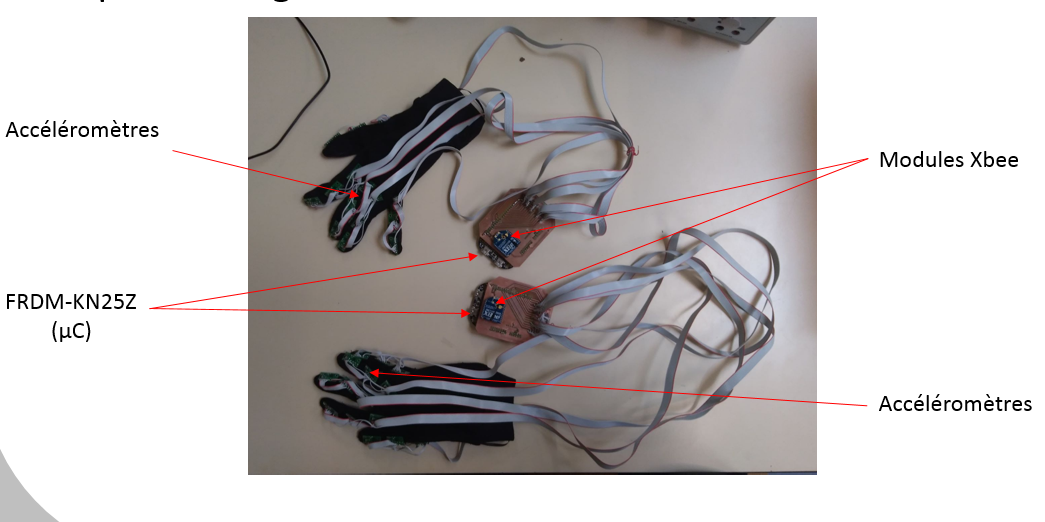 Accéléromètres
Modules Xbee
FRDM-KN25Z
(µC)
Accéléromètres